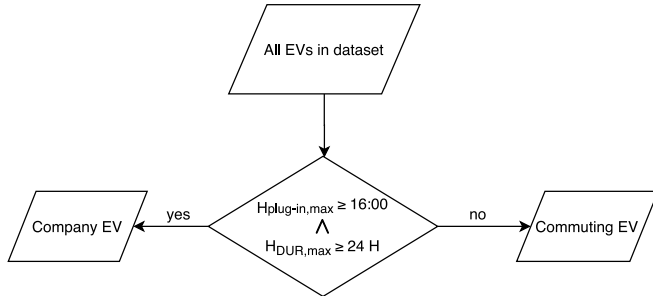 All EVs in dataset
Hplug-in,max ≥ 16:00
yes
no
Company EV
∧
Commuting EV
HDUR,max ≥ 24 H